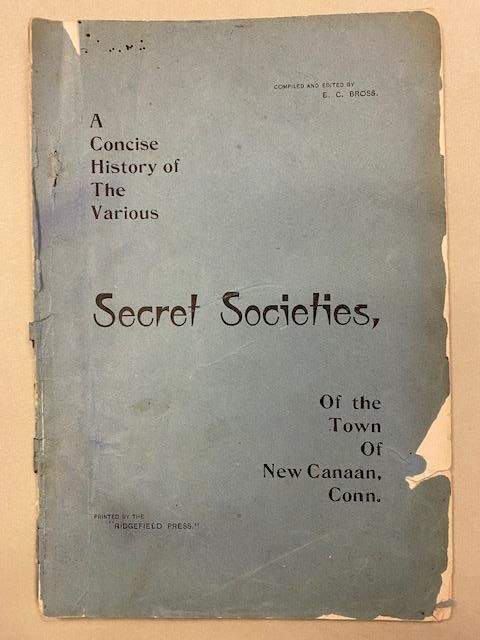 COMPILED AND EDITED BY
E. C. BROSS.
A
Concise
History of
The
Various
Secret Societies,
Of the
Town
Of
New Canaan,
Conn.
PRINTED BY THE
"RIDGEFIELD PRESS."